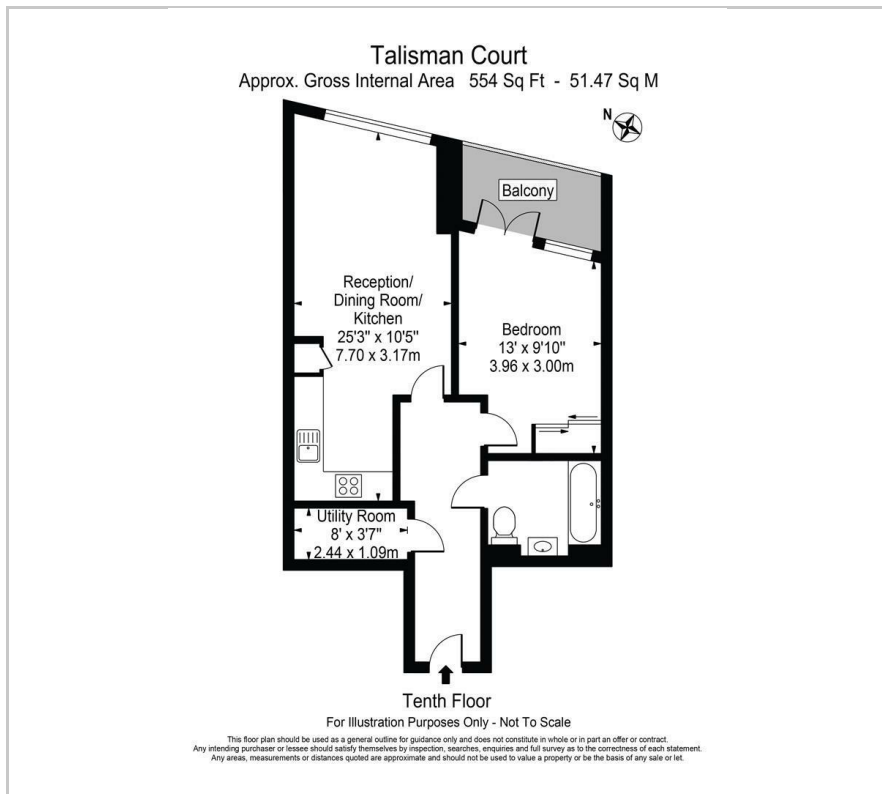 Talisman Court
Approx. Gross Internal Area 554 Sq Ft - 51.47 Sq M
N
Balcony
Reception/
Dining Room/
Kitchen
25'3" x 10'5"
7.70 x 3.17m
Bedroom
13' x 9'10"
3.96 x 3.00m
Utility Room
8' x 3'7"
2.44 x 1.09m
Tenth Floor
For Illustration Purposes Only - Not To Scale
This floor plan should be used as a general outline for guidance only and does not constitute in whole or in part an offer or contract.
Any intending purchaser or lessee should satisfy themselves by inspection, searches, enquiries and full survey as to the correctness of each statement.
Any areas, measurements or distances quoted are approximate and should not be used to value a property or be the basis of any sale or let.